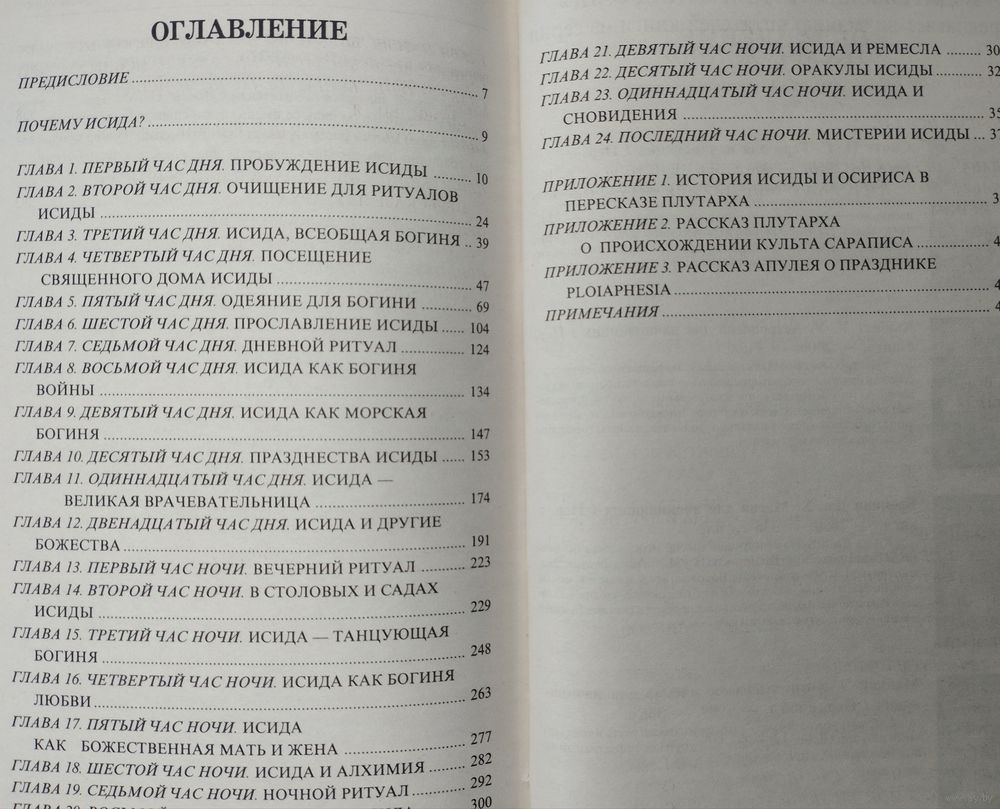 ОГЛАВЛЕНИЕ
ПРЕДИСЛОВИЕ ........ 7
ПОЧЕМУ ИСИДА? ........ 9
ГЛАВА 1. ПЕРВЫЙ ЧАС ДНЯ. ПРОБУЖДЕНИЕ ИСИДЫ ........ 10
ГЛАВА 2. ВТОРОЙ ЧАС ДНЯ. ОЧИЩЕНИЕ ДЛЯ РИТУАЛОВ
ИСИДЫ ........ 24
ГЛАВА 3. ТРЕТИЙ ЧАС ДНЯ. ИСИДА, ВСЕОБЩАЯ БОГИНЯ .. 39
ГЛАВА 4. ЧЕТВЕРТЫЙ ЧАС ДНЯ. ПОСЕЩЕНИЕ
СВЯЩЕННОГО ДОМА ИСИДЫ ........ 47
ГЛАВА 5. ПЯТЫЙ ЧАС ДНЯ. ОДЕЯНИЕ ДЛЯ БОГИНИ ........ 69
ГЛАВА 6. ШЕСТОЙ ЧАС ДНЯ. ПРОСЛАВЛЕНИЕ ИСИДЫ ..... 104
ГЛАВА 7. СЕДЬМОЙ ЧАС ДНЯ. ДНЕВНОЙ РИТУАЛ ........ 124
ГЛАВА 8. ВОСЬМОЙ ЧАС ДНЯ. ИСИДА КАК БОГИНЯ
ВОЙНЫ ........ 134
ГЛАВА 9. ДЕВЯТЫЙ ЧАС ДНЯ. ИСИДА КАК МОРСКАЯ
БОГИНЯ ........ 147
ГЛАВА 10. ДЕСЯТЫЙ ЧАС ДНЯ. ПРАЗДНЕСТВА ИСИДЫ ..... 153
ГЛАВА 11. ОДИННАДЦАТЫЙ ЧАС ДНЯ. ИСИДА —
ВЕЛИКАЯ ВРАЧЕВАТЕЛЬНИЦА ........ 174
ГЛАВА 12. ДВЕНАДЦАТЫЙ ЧАС ДНЯ. ИСИДА И ДРУГИЕ
БОЖЕСТВА ........ 191
ГЛАВА 13. ПЕРВЫЙ ЧАС НОЧИ. ВЕЧЕРНИЙ РИТУАЛ ........ 223
ГЛАВА 14. ВТОРОЙ ЧАС НОЧИ. В СТОЛОВЫХ И САДАХ
ИСИДЫ ........ 229
ГЛАВА 15. ТРЕТИЙ ЧАС НОЧИ. ИСИДА — ТАНЦУЮЩАЯ
БОГИНЯ ........ 248
ГЛАВА 16. ЧЕТВЕРТЫЙ ЧАС НОЧИ. ИСИДА КАК БОГИНЯ
ЛЮБВИ ........ 263
ГЛАВА 17. ПЯТЫЙ ЧАС НОЧИ. ИСИДА
КАК БОЖЕСТВЕННАЯ МАТЬ И ЖЕНА ........ 277
ГЛАВА 18. ШЕСТОЙ ЧАС НОЧИ. ИСИДА И АЛХИМИЯ ........ 282
ГЛАВА 19. СЕДЬМОЙ ЧАС НОЧИ. НОЧНОЙ РИТУАЛ ........ 292
300
ГЛАВА 21. ДЕВЯТЫЙ ЧАС НОЧИ. ИСИДА И РЕМЕСЛА ........ 30
ГЛАВА 22. ДЕСЯТЫЙ ЧАС НОЧИ. ОРАКУЛЫ ИСИДЫ ........ 32
ГЛАВА 23. ОДИННАДЦАТЫЙ ЧАС НОЧИ. ИСИДА И
СНОВИДЕНИЯ ........ 35
ГЛАВА 24. ПОСЛЕДНИЙ ЧАС НОЧИ. МИСТЕРИИ ИСИДЫ ... 37
ПРИЛОЖЕНИЕ 1. ИСТОРИЯ ИСИДЫ И ОСИРИСА В
ПЕРЕСКАЗЕ ПЛУТАРХА ........ 3
ПРИЛОЖЕНИЕ 2. РАССКАЗ ПЛУТАРХА
О ПРОИСХОЖДЕНИИ КУЛЬТА САРАПИСА ........ 4
ПРИЛОЖЕНИЕ 3. РАССКАЗ АПУЛЕЯ О ПРАЗДНИКЕ
PLOIAPHESIA ........ 4
ПРИМЕЧАНИЯ ........ 4